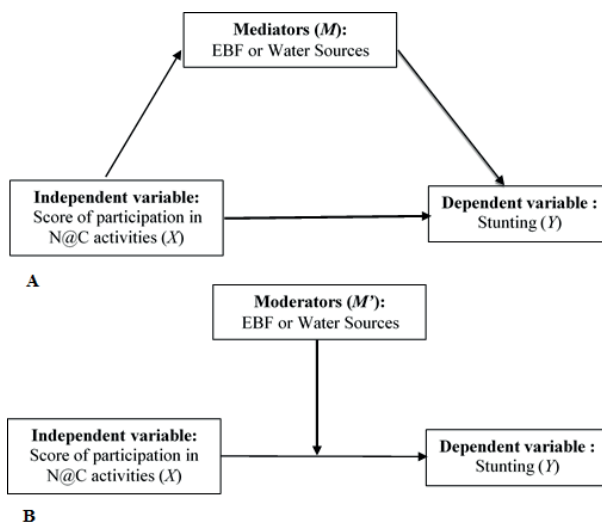 Mediators (M):
EBF or Water Sources
Independent variable:
Score of participation in
N@C activities (X)
Dependent variable :
Stunting (Y)
A
Moderators (M’):
EBF or Water Sources
Independent variable:
Score of participation in
N@C activities (X)
Dependent variable :
Stunting (Y)
B